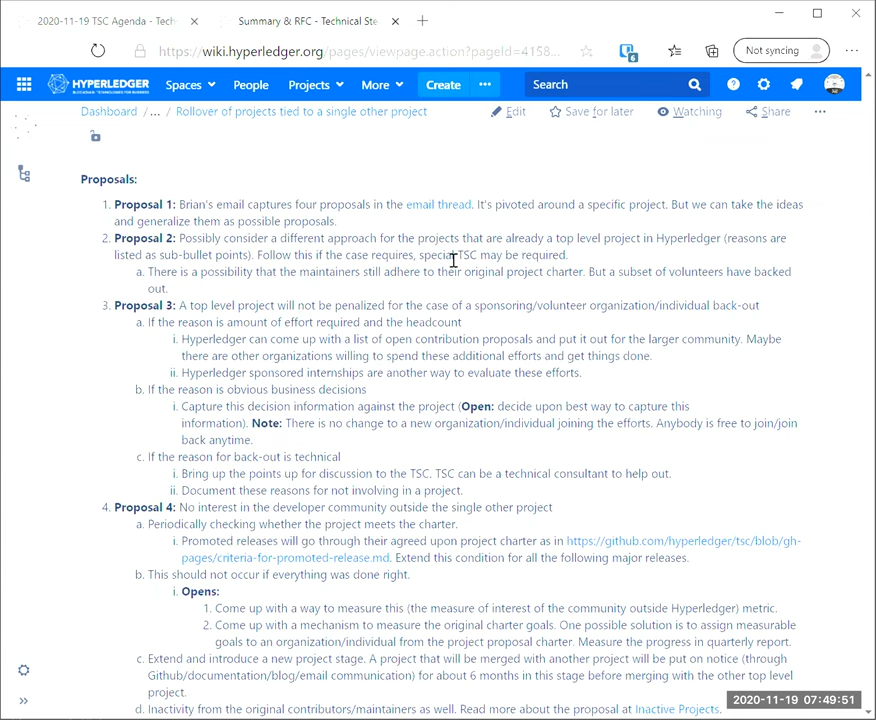 2020-11-19 TSC Agenda - Tech
Summary & RFC - Technical Ste
https://wiki.hyperledger.org/pages/viewpage.action?pageId=4158...
6
Not syncing
HYPERLEDGER
Spaces People Projects More Create Search
Dashboard /... / Rollover of projects tied to a single other project
Edit Save for later Watching Share
Proposals:
1. Proposal 1: Brian's email captures four proposals in the email thread. It's pivoted around a specific project. But we can take the ideas
and generalize them as possible proposals.
2. Proposal 2: Possibly consider a different approach for the projects that are already a top level project in Hyperledger (reasons are
listed as sub-bullet points). Follow this if the case requires, special TSC may be required.
a. There is a possibility that the maintainers still adhere to their original project charter. But a subset of volunteers have backed
out.
3. Proposal 3: A top level project will not be penalized for the case of a sponsoring/volunteer organization/individual back-out
a. If the reason is amount of effort required and the headcount
i. Hyperledger can come up with a list of open contribution proposals and put it out for the larger community. Maybe
there are other organizations willing to spend these additional efforts and get things done.
ii. Hyperledger sponsored internships are another way to evaluate these efforts.
b. If the reason is obvious business decisions
i. Capture this decision information against the project (Open: decide upon best way to capture this
information). Note: There is no change to a new organization/individual joining the efforts. Anybody is free to join/join
back anytime.
c. If the reason for back-out is technical
i. Bring up the points up for discussion to the TSC. TSC can be a technical consultant to help out.
ii. Document these reasons for not involving in a project.
4. Proposal 4: No interest in the developer community outside the single other project
a. Periodically checking whether the project meets the charter.
i. Promoted releases will go through their agreed upon project charter as in https://github.com/hyperledger/tsc/blob/gh-
pages/criteria-for-promoted-release.md. Extend this condition for all the following major releases.
b. This should not occur if everything was done right.
i. Opens:
1. Come up with a way to measure this (the measure of interest of the community outside Hyperledger) metric.
2. Come up with a mechanism to measure the original charter goals. One possible solution is to assign measurable
goals to an organization/individual from the project proposal charter. Measure the progress in quarterly report.
c. Extend and introduce a new project stage. A project that will be merged with another project will be put on notice (through
Github/documentation/blog/email communication) for about 6 months in this stage before merging with the other top level
project.
d. Inactivity from the original contributors/maintainers as well. Read more about the proposal at Inactive Projects.
2020-11-19 07:49:51